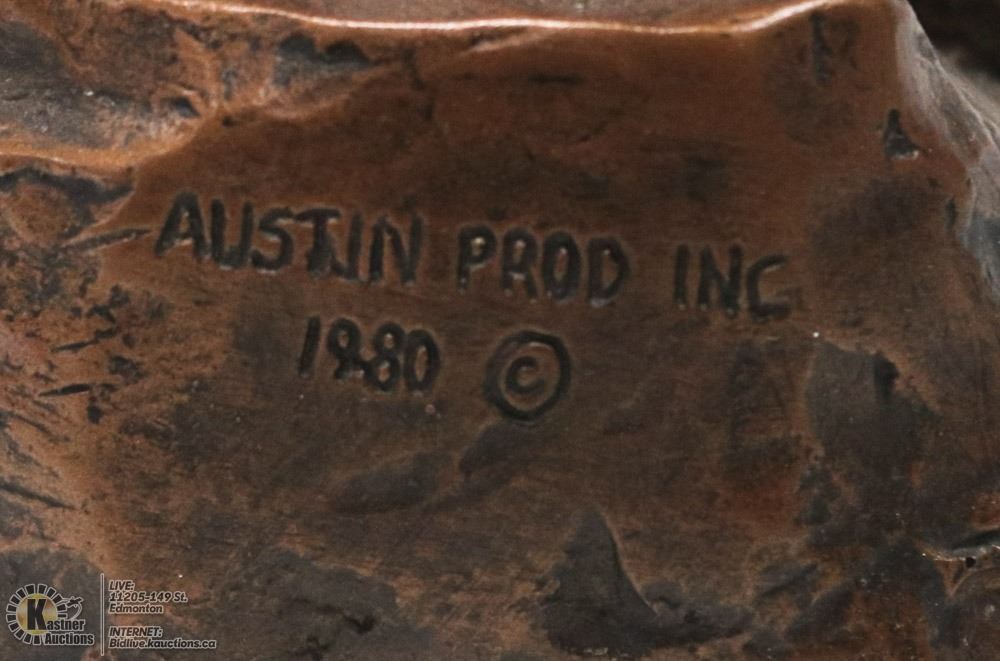 AUSTIN PROD INC
1980 ©
Kastner
Auctions
LIVE:
11205-149 St.
Edmonton
INTERNET:
Bidlive.kauctions.ca